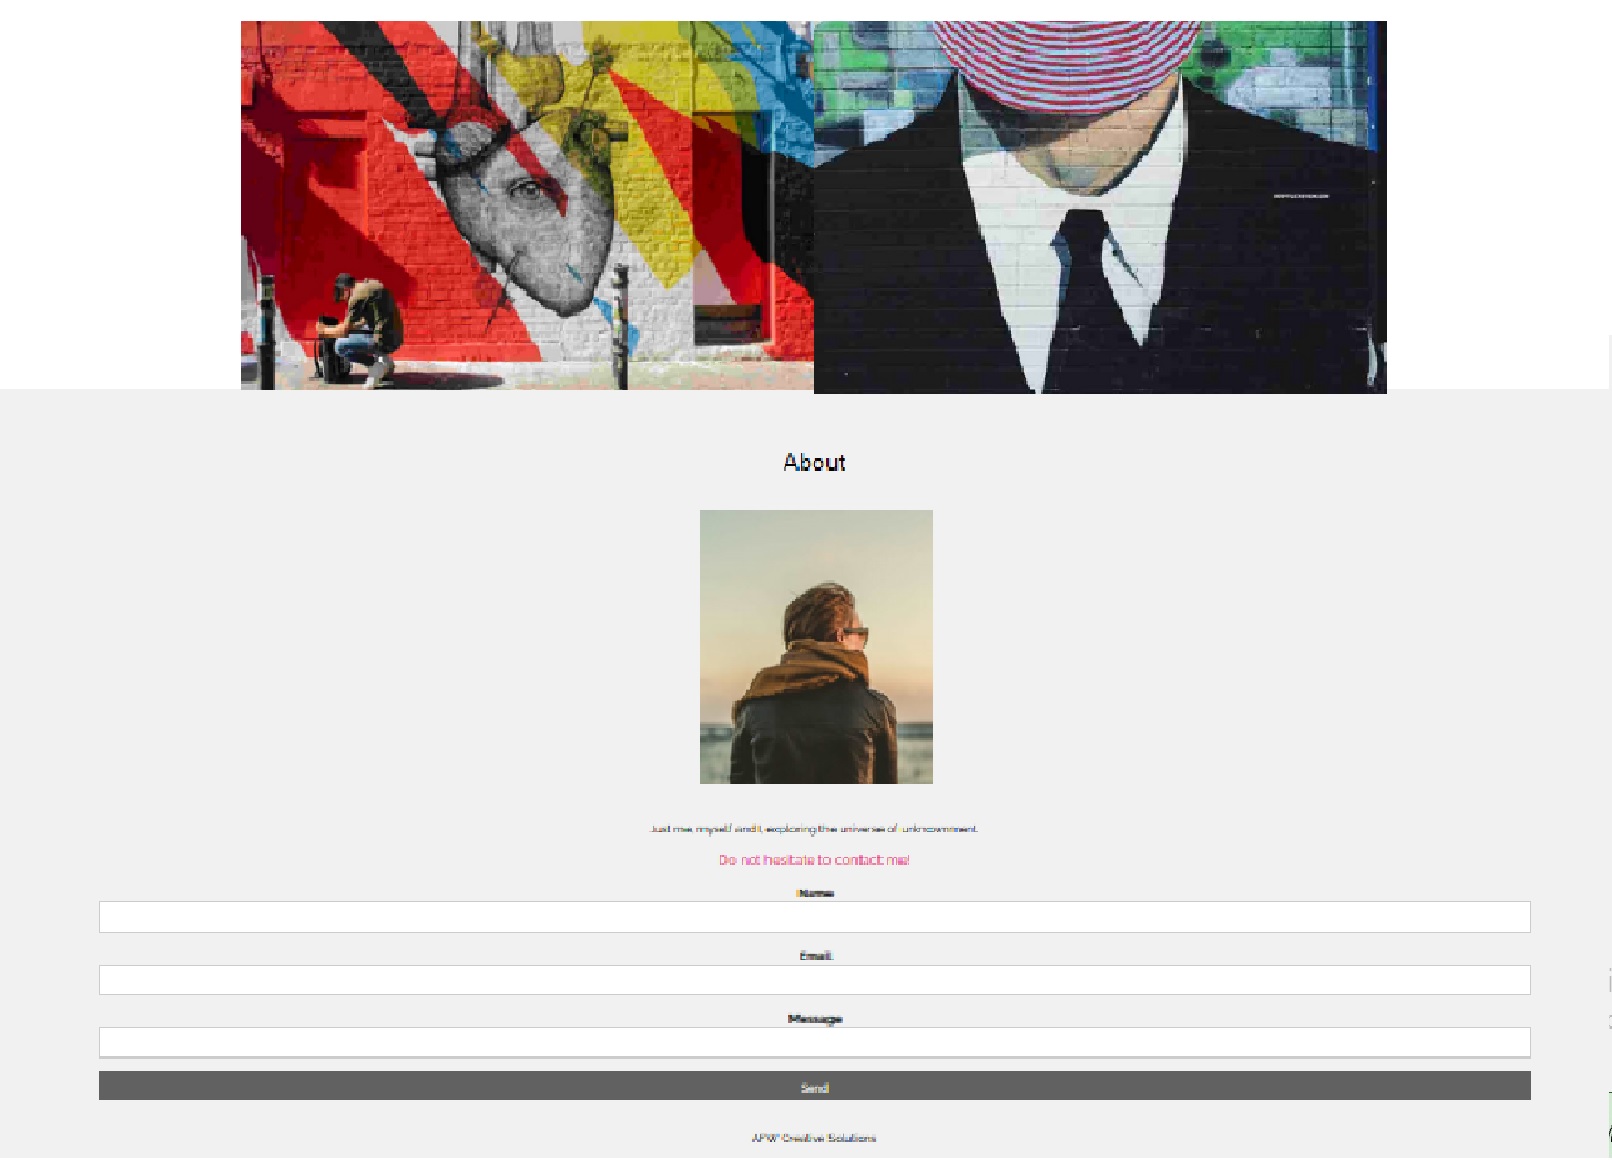 About
Just me, myself and I, exploring the universe of unknownment.
Do not hesitate to contact me!
Name
Email
Message
Send
AFW Creative Solutions